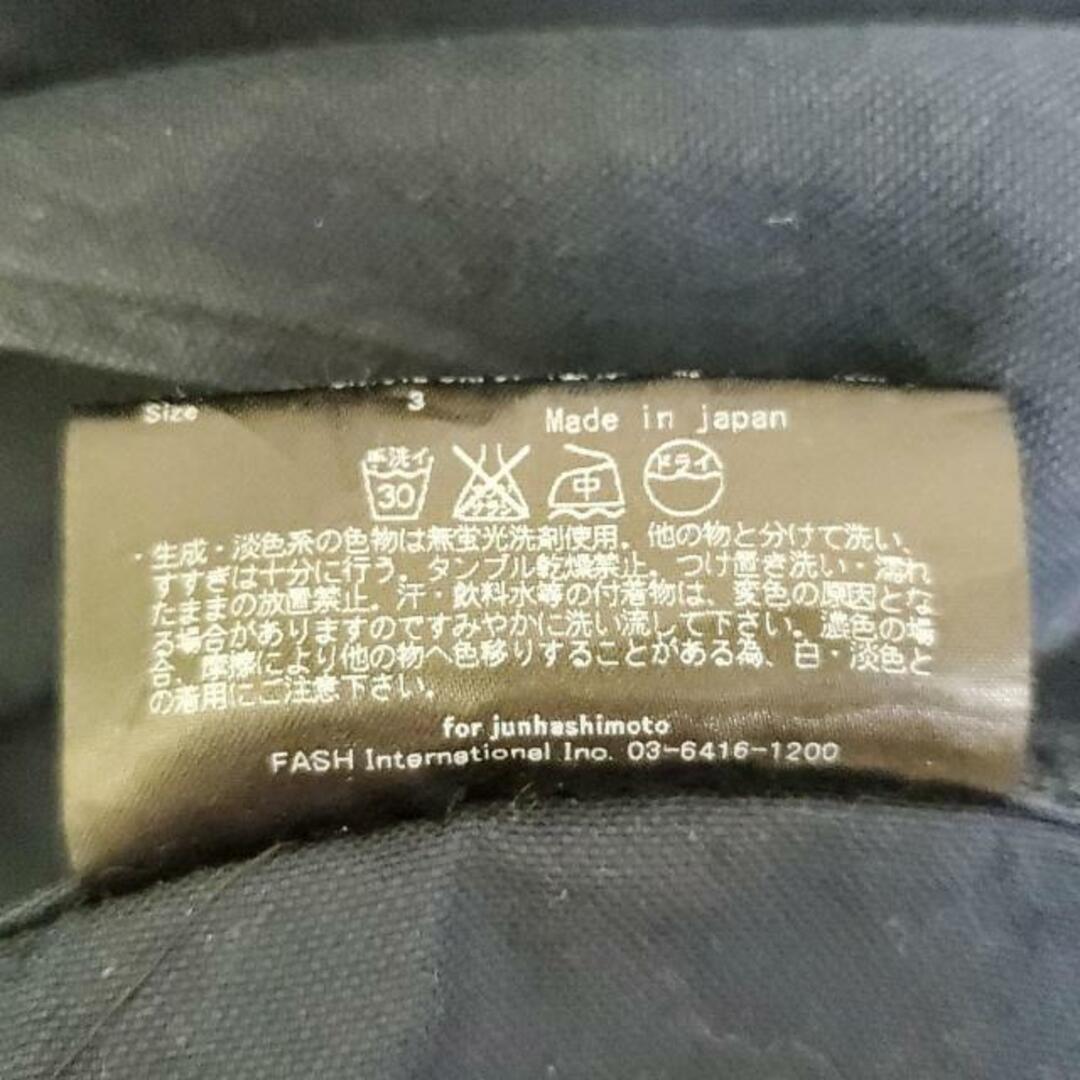 Size 3 Made in japan
手洗イ
30
エンソ
サラシ
中
ドライ
・生成・淡色系の色物は無蛍光洗剤使用。他の物と分けて洗い、
すすぎは十分に行う。タンブル乾燥禁止。つけ置き洗い・濡れ
たままの放置禁止。汗・飲料水等の付着物は、変色の原因とな
る場合がありますのですみやかに洗い流して下さい。濃色の場
合、摩擦により他の物へ色移りすることがある為、白・淡色と
の着用にご注意下さい。
for junhashimoto
FASH International Inc. 03-6416-1200